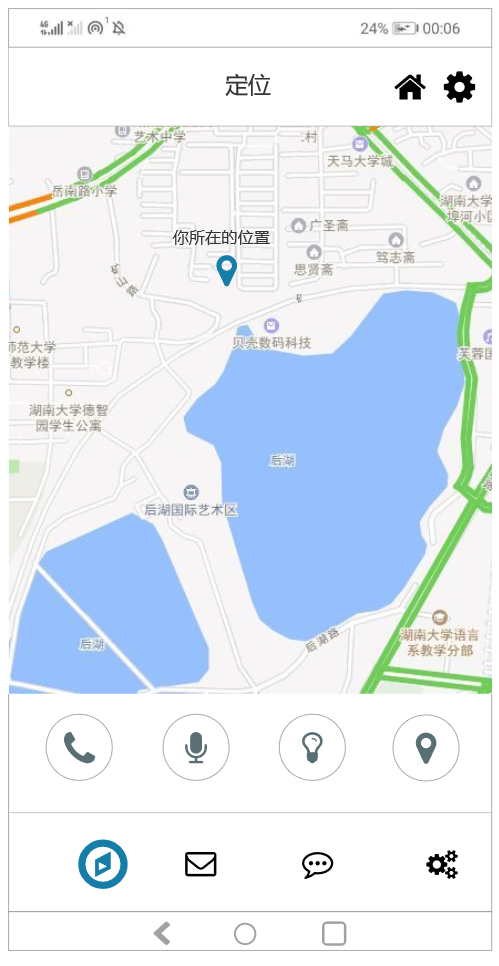 4G
1
24%
00:06
定位
艺术中学
.村
天马大学城
岳南路小学
湖南大学
埠河小区
广圣斋
你所在的位置
笃志斋
思贤斋
路
贝壳数码科技
师范大学
教学楼
芙蓉国
湖南大学德智
园学生公寓
后湖
后湖国际艺术区
后湖路
湖南大学语言
系教学分部
后湖